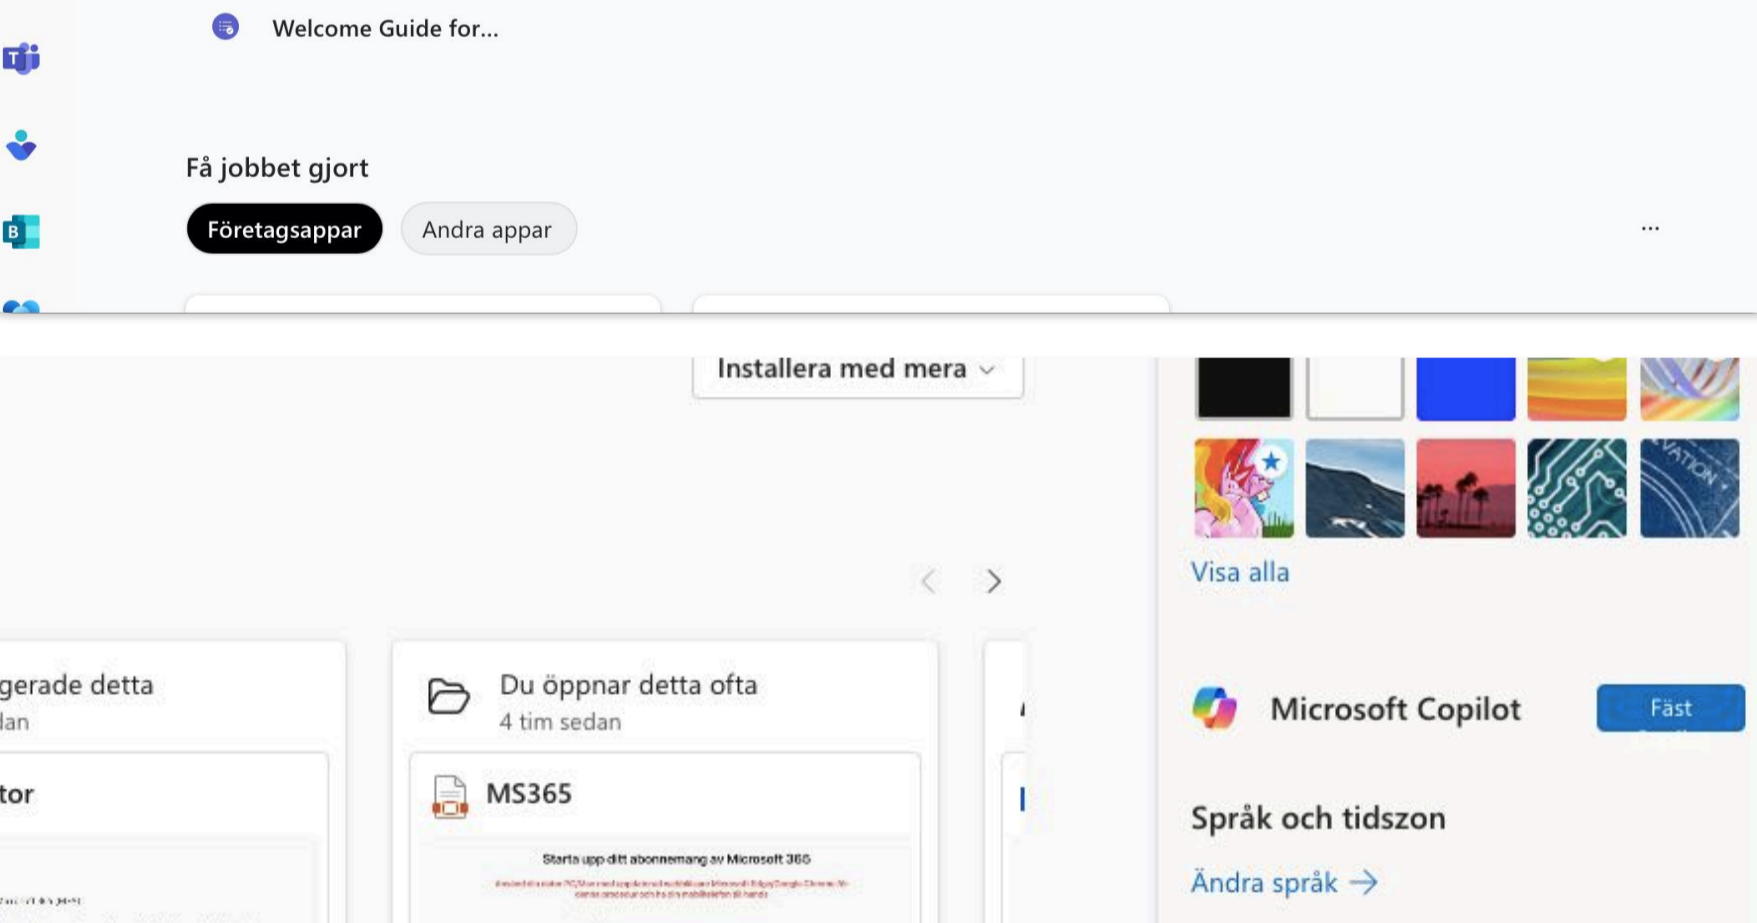 Welcome Guide for...
Få jobbet gjort
Företagsappar
Andra appar
...
Installera med mera
VATION
Visa alla
gerade detta
dan
Du öppnar detta ofta
4 tim sedan
Microsoft Copilot
Fäst
tor
MS365
Språk och tidszon
Starta upp ditt abonnemang av Microsoft 365
Ändra språk →